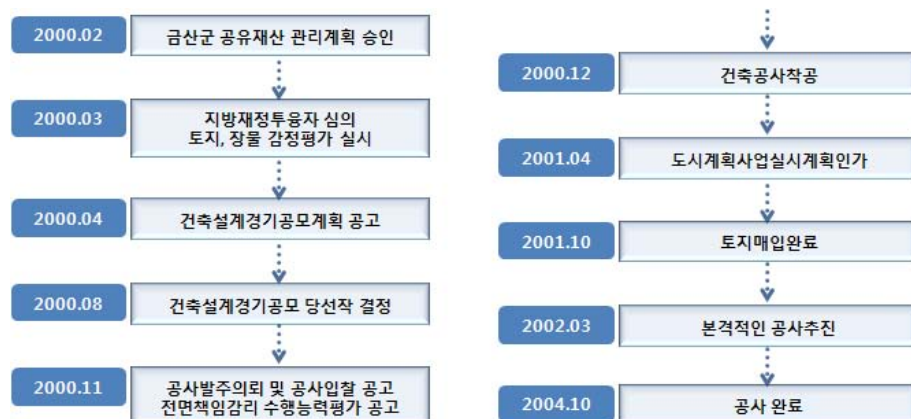 2000.02
금산군 공유재산 관리계획 승인
2000.03
지방재정투융자 심의
토지, 장물 감정평가 실시
2000.04
건축설계경기공모계획 공고
2000.08
건축설계경기공모 당선작 결정
2000.11
공사발주의뢰 및 공사입찰 공고
전면책임감리 수행능력평가 공고
2000.12
건축공사착공
2001.04
도시계획사업실시계획인가
2001.10
토지매입완료
2002.03
본격적인 공사추진
2004.10
공사 완료